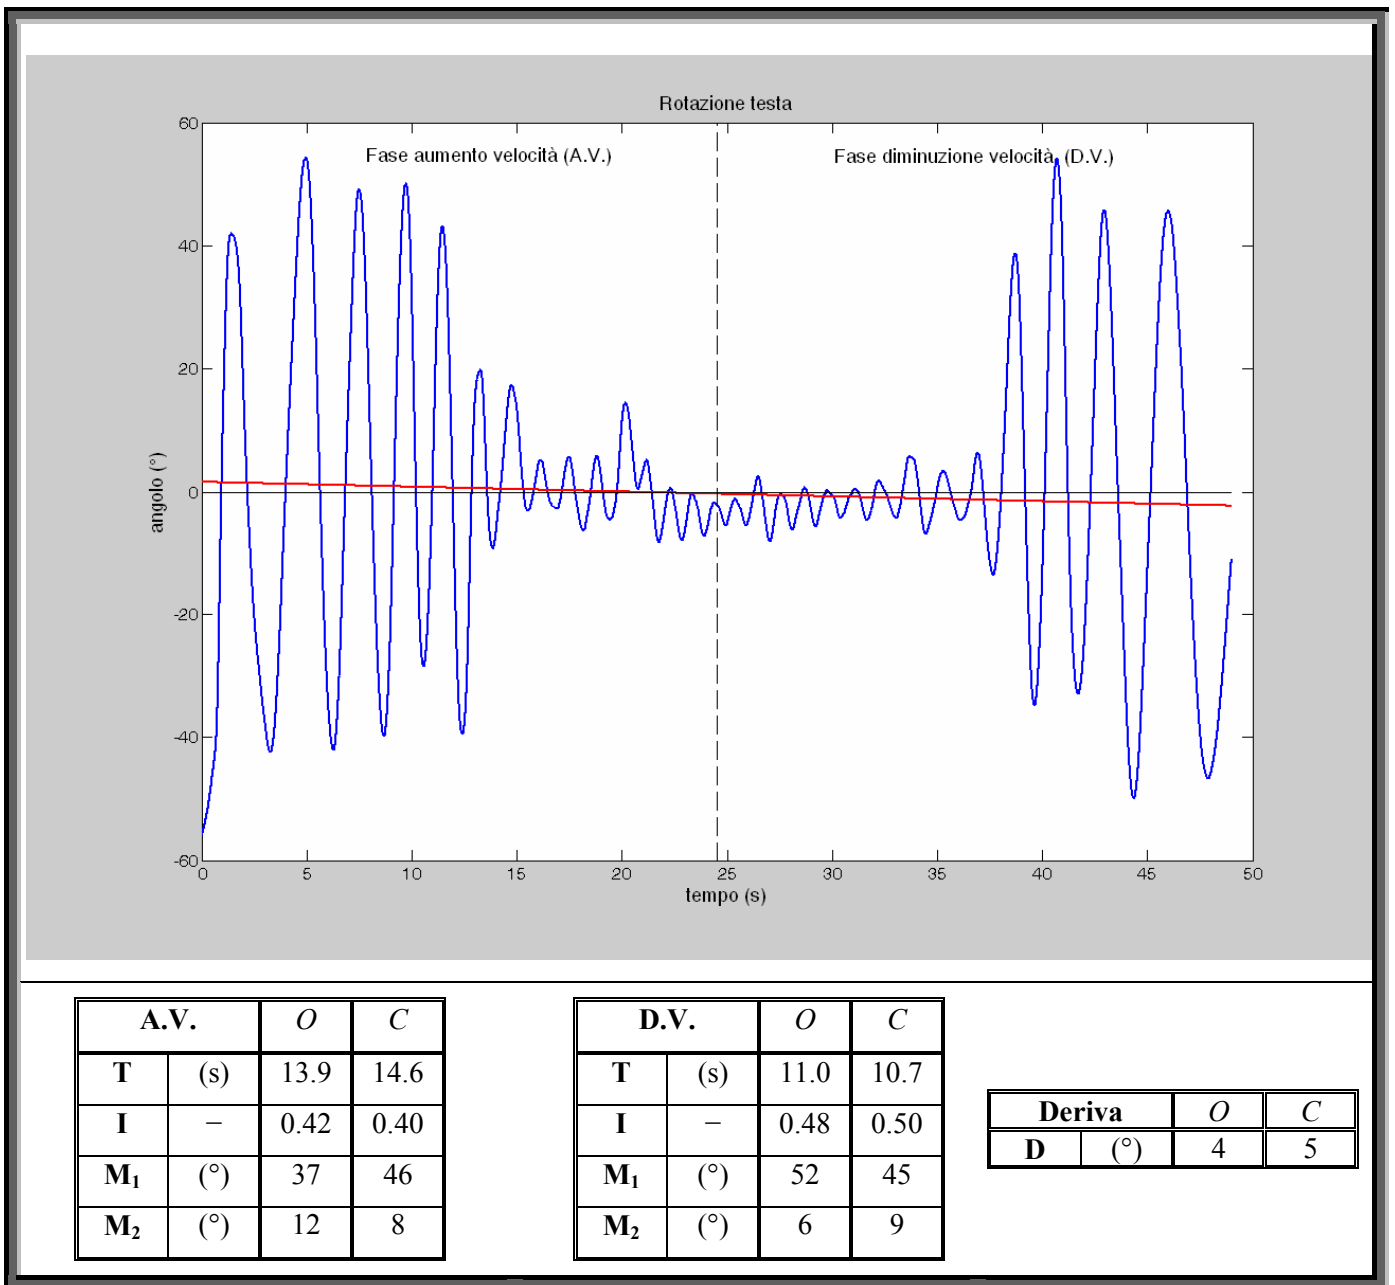 Rotazione testa
60
Fase aumento velocità (A.V.)
Fase diminuzione velocità (D.V.)
40
20
0
-20
-40
-60
angolo (°)
0 5 10 15 20 25 30 35 40 45 50
tempo (s)
A.V. O C
T (s) 13.9 14.6
I – 0.42 0.40
M₁ (°) 37 46
M₂ (°) 12 8
D.V. O C
T (s) 11.0 10.7
I – 0.48 0.50
M₁ (°) 52 45
M₂ (°) 6 9
Deriva O C
D (°) 4 5